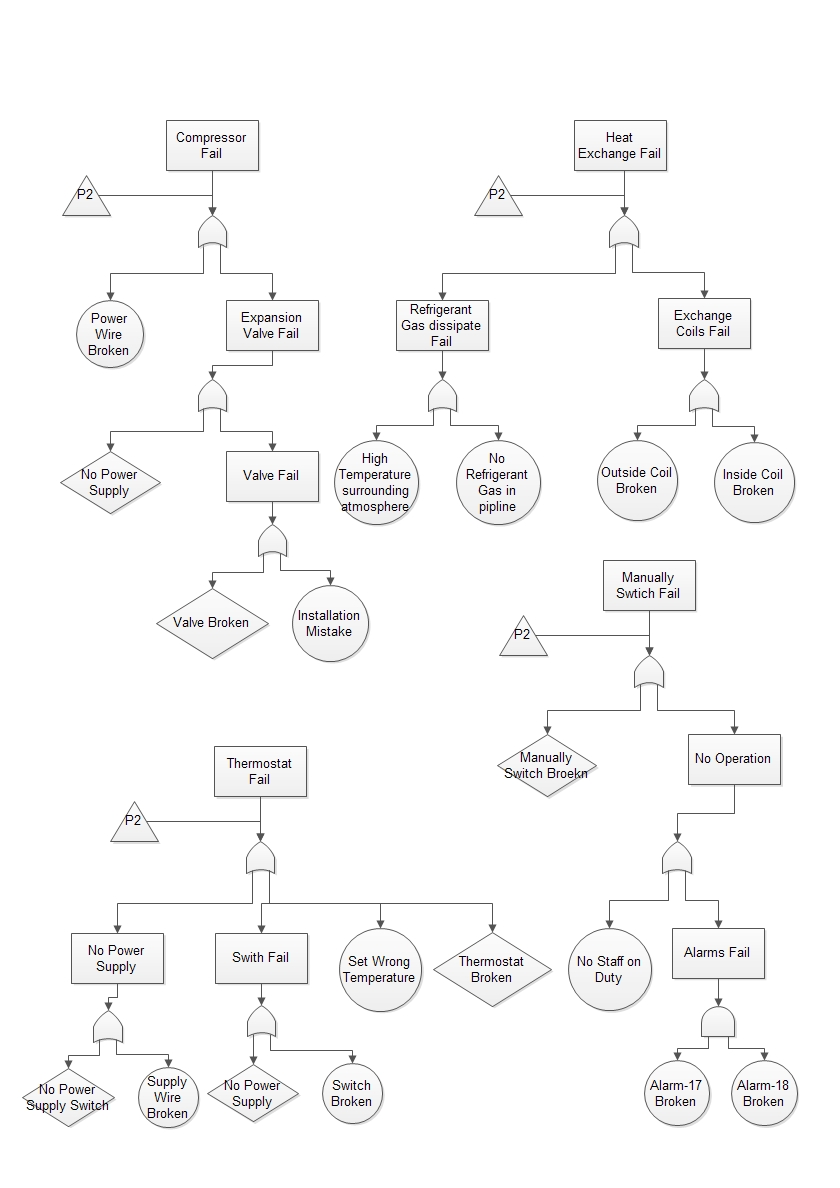 Compressor
Fail
Heat
Exchange Fail
P2
P2
Power
Wire
Broken
Expansion
Valve Fail
Refrigerant
Gas dissipate
Fail
Exchange
Coils Fail
No Power
Supply
Valve Fail
High
Temperature
surrounding
atmosphere
No
Refrigerant
Gas in
pipline
Outside Coil
Broken
Inside Coil
Broken
Valve Broken
Installation
Mistake
Manually
Swtich Fail
P2
Manually
Switch Broekn
No Operation
Thermostat
Fail
P2
No Power
Supply
Swith Fail
Set Wrong
Temperature
Thermostat
Broken
No Staff on
Duty
Alarms Fail
No Power
Supply Switch
Supply
Wire
Broken
No Power
Supply
Switch
Broken
Alarm-17
Broken
Alarm-18
Broken